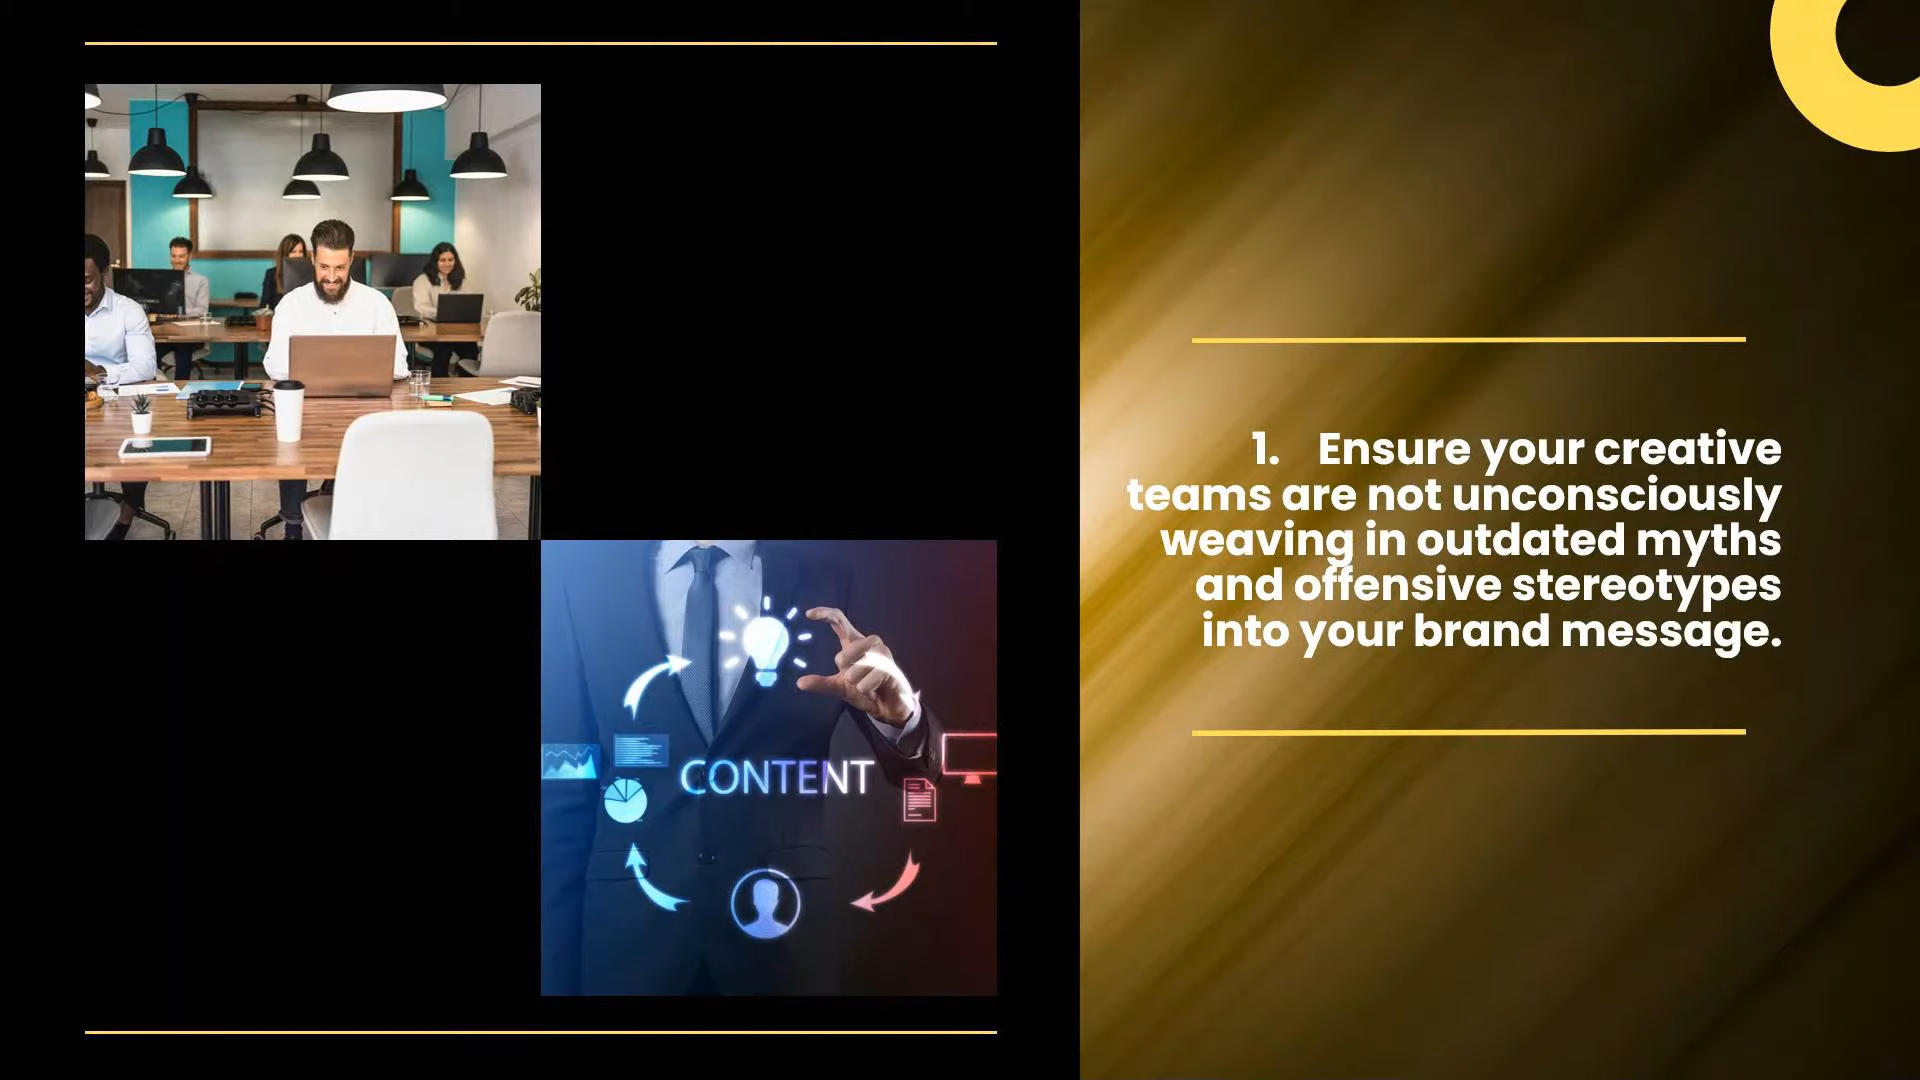 CONTENT
1. Ensure your creative
teams are not unconsciously
weaving in outdated myths
and offensive stereotypes
into your brand message.